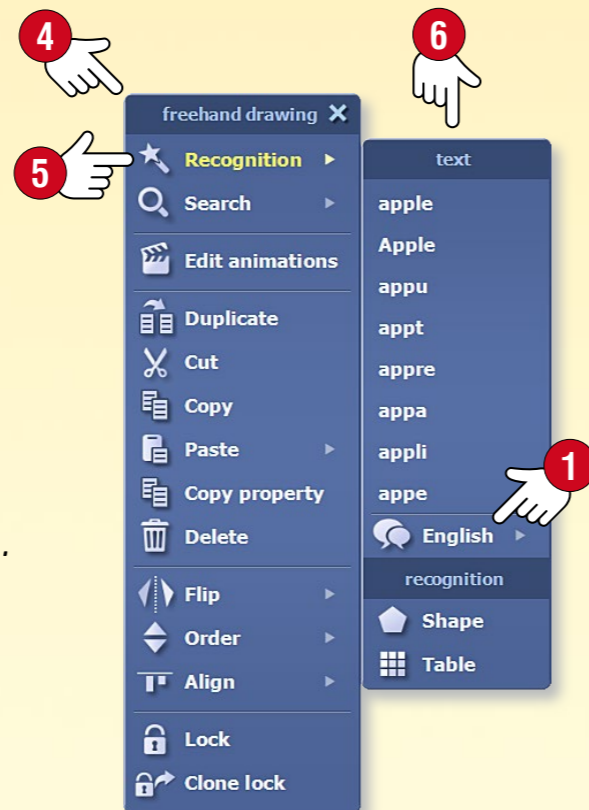 4
6
freehand drawing
5
Recognition
Search
Edit animations
Duplicate
Cut
Copy
Paste
Copy property
Delete
.
Flip
Order
Align
Lock
Clone lock
text
apple
Apple
appu
appt
appre
appa
appli
appe
1
English
recognition
Shape
Table